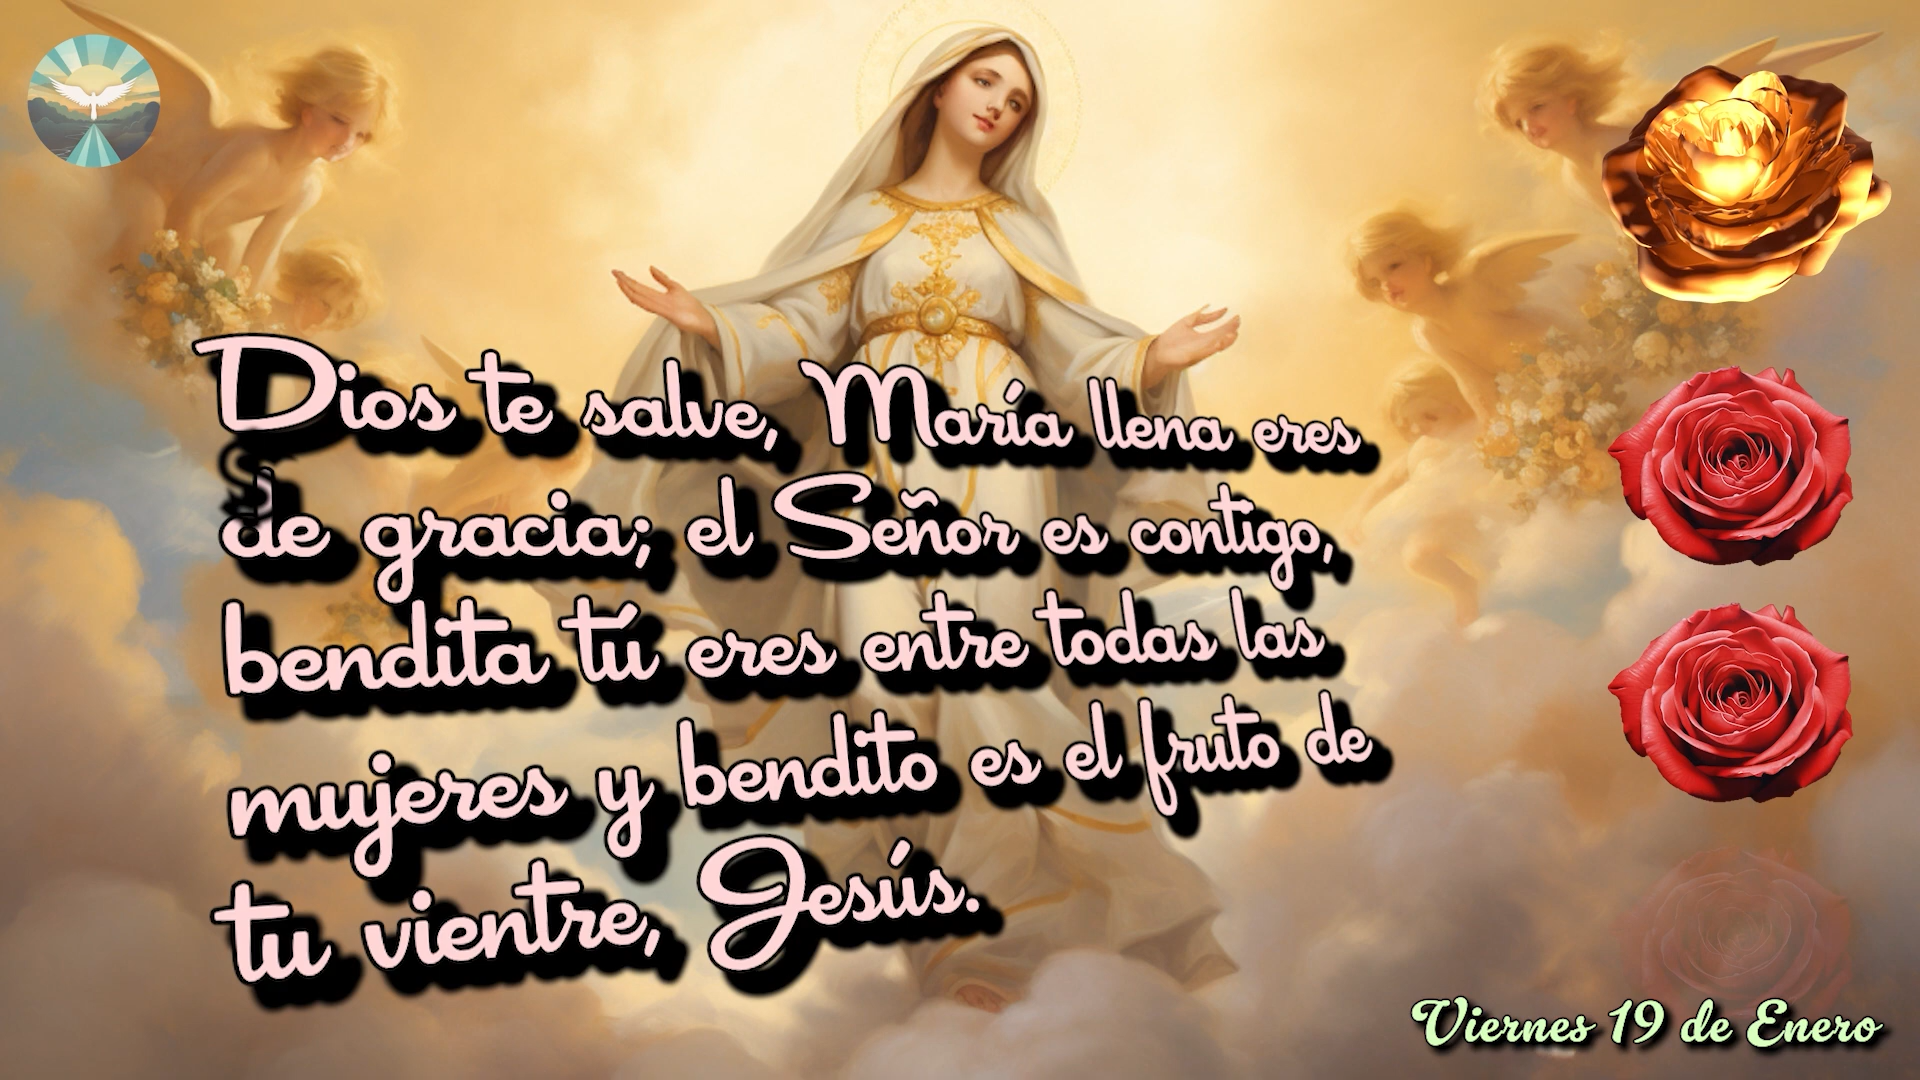 Dios te salve, María llena eres
de gracia; el Señor es contigo,
bendita tú eres entre todas las
mujeres y bendito es el fruto de
tu vientre, Jesús.
Viernes 19 de Enero